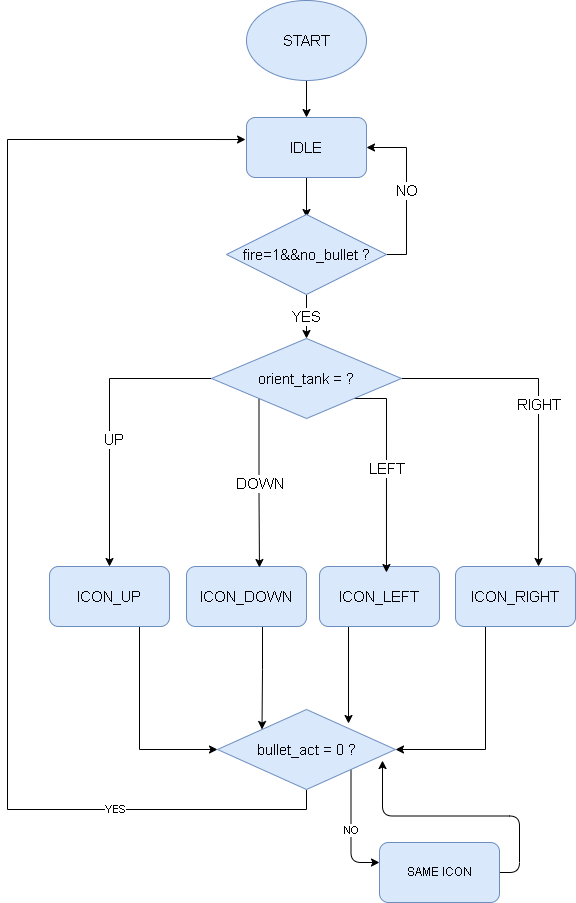 START
IDLE
NO
fire=1&&no_bullet ?
YES
orient_tank = ?
RIGHT
UP
LEFT
DOWN
ICON_UP
ICON_DOWN
ICON_LEFT
ICON_RIGHT
bullet_act = 0 ?
YES
NO
SAME ICON